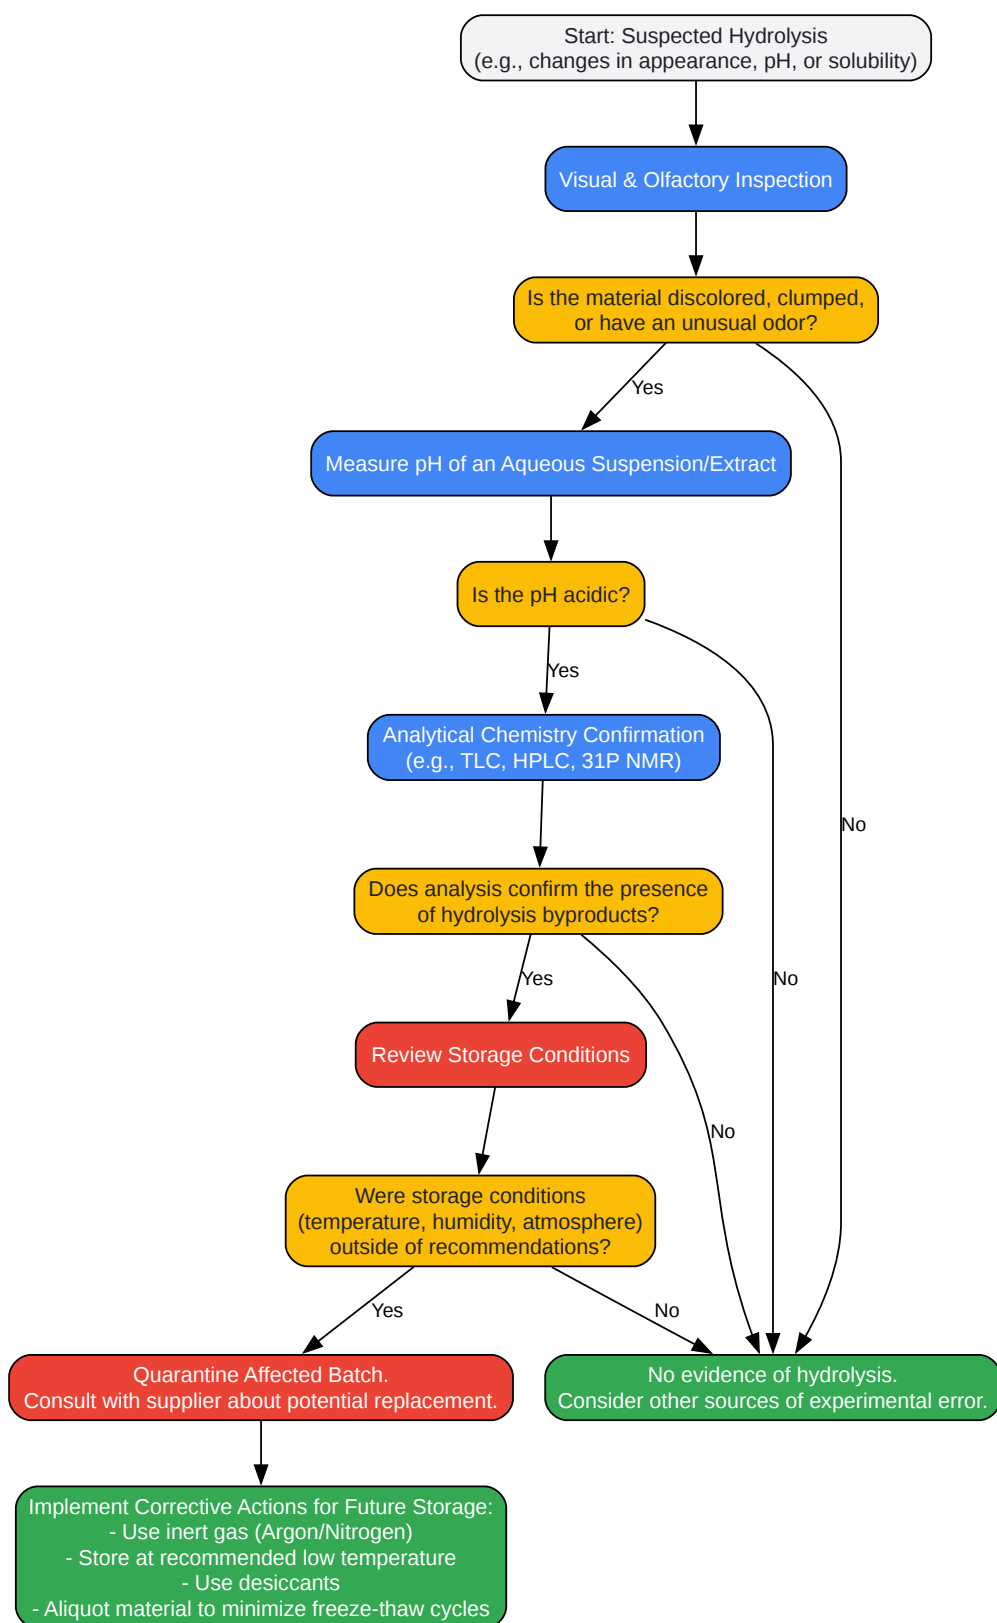 Start: Suspected Hydrolysis
(e.g., changes in appearance, pH, or solubility)
Visual & Olfactory Inspection
Is the material discolored, clumped,
or have an unusual odor?
Yes
Measure pH of an Aqueous Suspension/Extract
Is the pH acidic?
Yes
Analytical Chemistry Confirmation
(e.g., TLC, HPLC, 31P NMR)
No
Does analysis confirm the presence
of hydrolysis byproducts?
Yes
No
Review Storage Conditions
No
Were storage conditions
(temperature, humidity, atmosphere)
outside of recommendations?
Yes
No
Quarantine Affected Batch.
Consult with supplier about potential replacement.
No evidence of hydrolysis.
Consider other sources of experimental error.
Implement Corrective Actions for Future Storage:
- Use inert gas (Argon/Nitrogen)
- Store at recommended low temperature
- Use desiccants
- Aliquot material to minimize freeze-thaw cycles